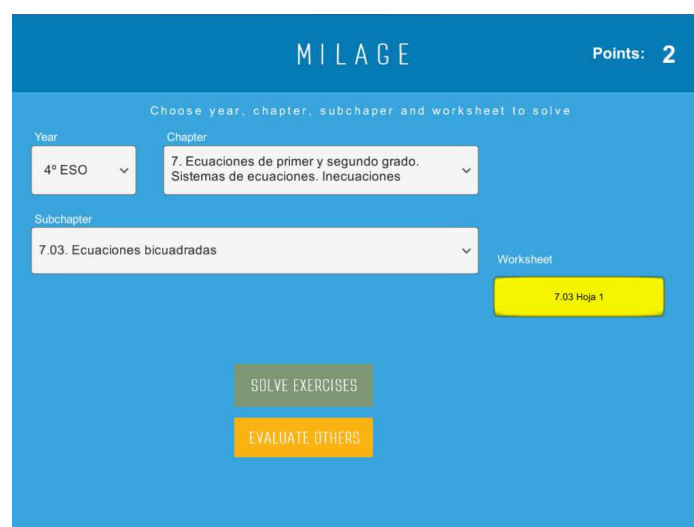 MILAGE
Points: 2
Choose year, chapter, subchaper and worksheet to solve
Year
Chapter
4º ESO
7. Ecuaciones de primer y segundo grado.
Sistemas de ecuaciones. Inecuaciones
Subchapter
7.03. Ecuaciones bicuadradas
Worksheet
7.03 Hoja 1
SOLVE EXERCISES
EVALUATE OTHERS